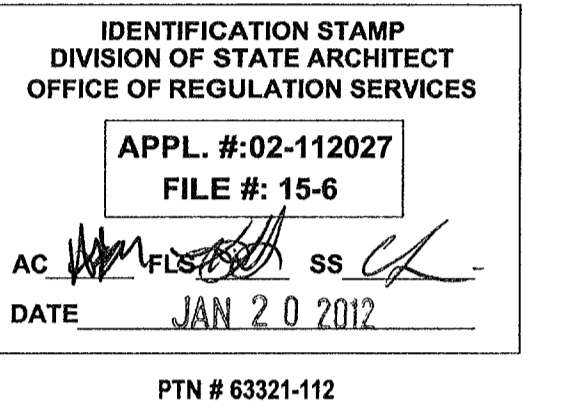 IDENTIFICATION STAMP
DIVISION OF STATE ARCHITECT
OFFICE OF REGULATION SERVICES
APPL. #:02-112027
FILE #: 15-6
AC FLS SS
DATE JAN 20 2012
PTN # 63321-112